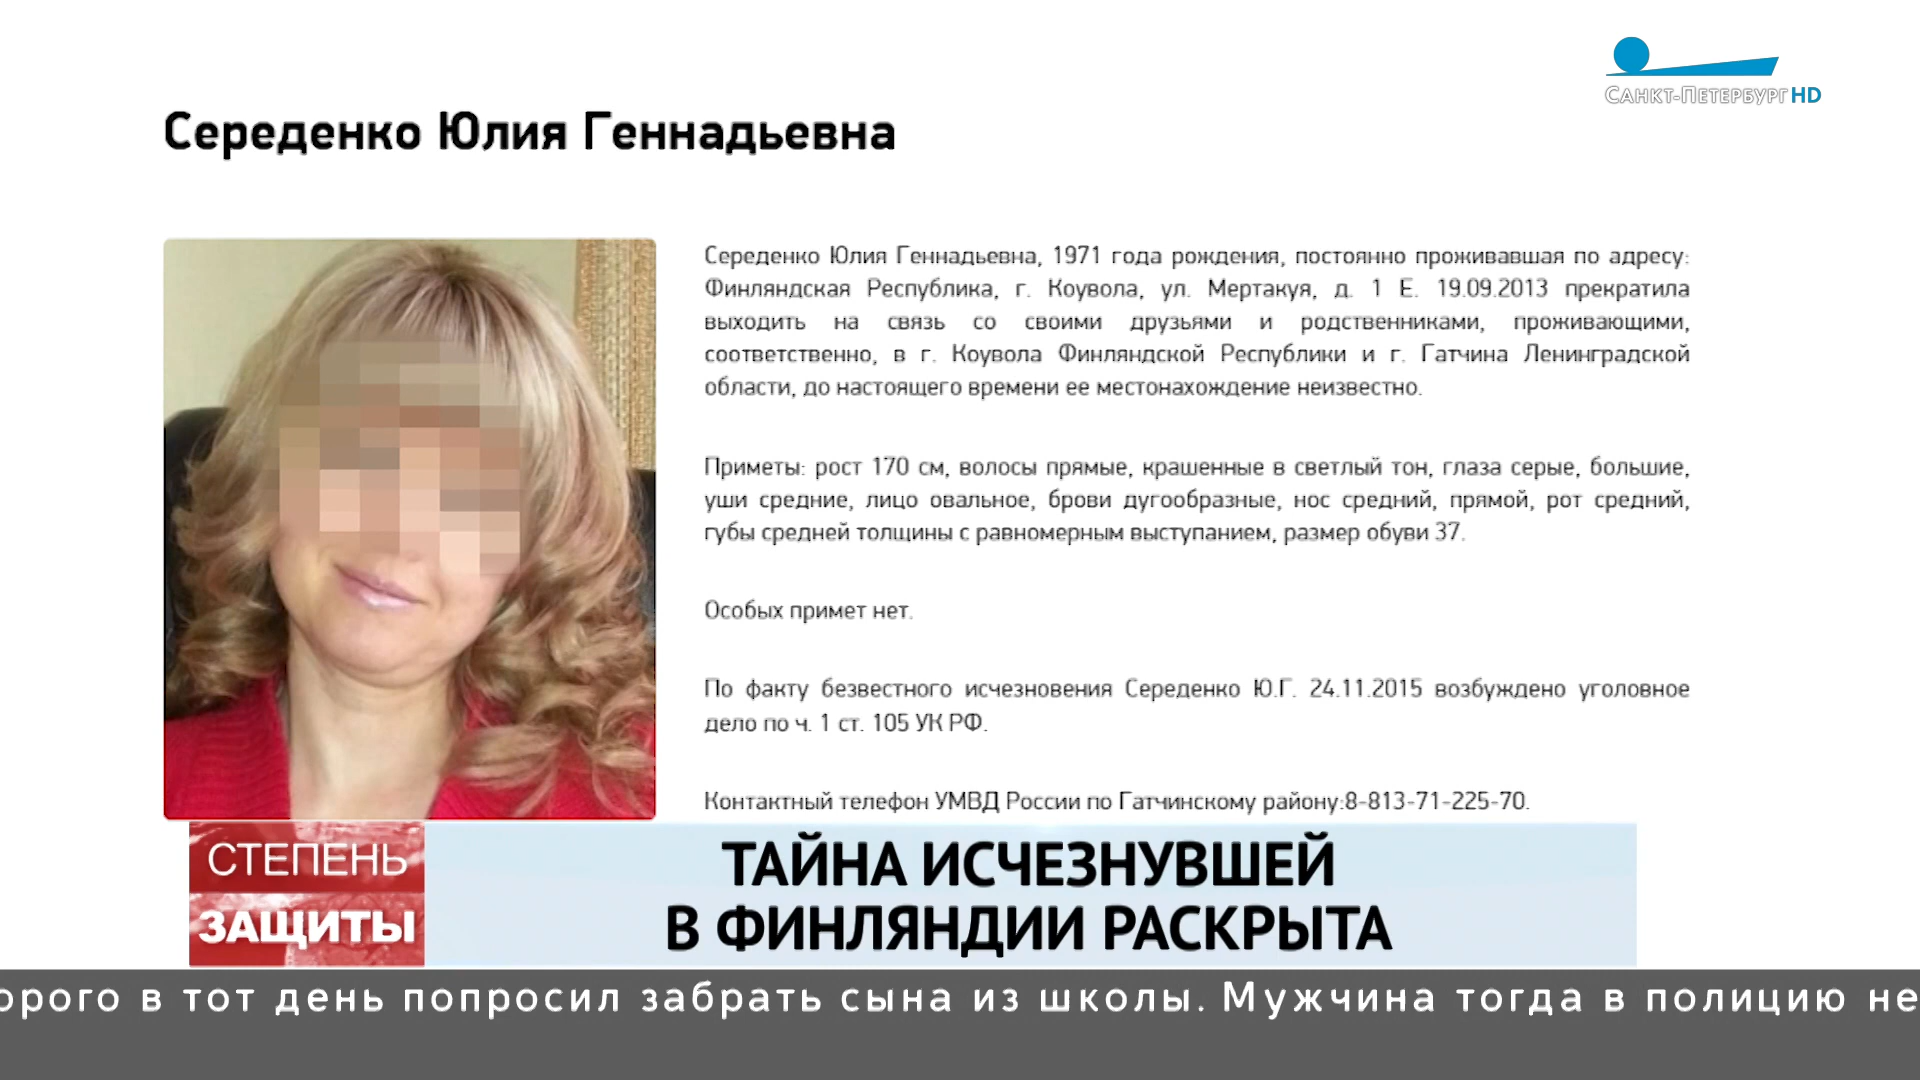 САНКТ-ПЕТЕРБУРГ HD
Середенко Юлия Геннадьевна
Середенко Юлия Геннадьевна, 1971 года рождения, постоянно проживавшая по адресу:
Финляндская Республика, г. Коувола, ул. Мертакуя, д. 1 Е. 19.09.2013 прекратила
выходить на связь со своими друзьями и родственниками, проживающими,
соответственно, в г. Коувола Финляндской Республики и г. Гатчина Ленинградской
области, до настоящего времени ее местонахождение неизвестно.
Приметы: рост 170 см, волосы прямые, крашенные в светлый тон, глаза серые, большие,
уши средние, лицо овальное, брови дугообразные, нос средний, прямой, рот средний,
губы средней толщины с равномерным выступанием, размер обуви 37.
Особых примет нет.
По факту безвестного исчезновения Середенко Ю.Г. 24.11.2015 возбуждено уголовное
дело по ч. 1 ст. 105 УК РФ.
Контактный телефон УМВД России по Гатчинскому району:8-813-71-225-70.
СТЕПЕНЬ
ЗАЩИТЫ
ТАЙНА ИСЧЕЗНУВШЕЙ
В ФИНЛЯНДИИ РАСКРЫТА
орого в тот день попросил забрать сына из школы. Мужчина тогда в полицию не